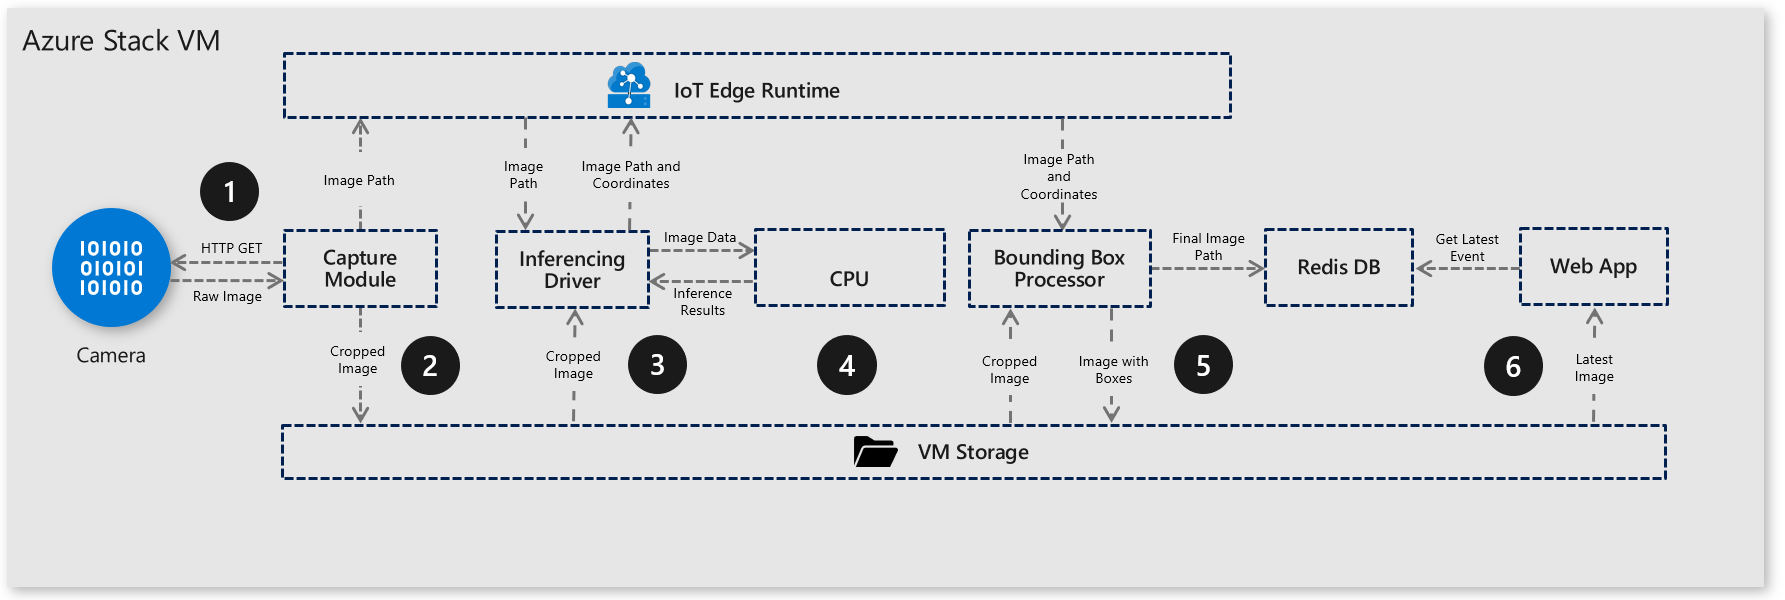 Azure Stack VM
IoT Edge Runtime
Image Path
Image
Path
Image Path and
Coordinates
Image Path
and
Coordinates
1
HTTP GET
Raw Image
IOIOIO
OIOIOI
IOIOIO
Camera
Capture
Module
Inferencing
Driver
Image Data
Inference
Results
CPU
Bounding Box
Processor
Final Image
Path
Redis DB
Get Latest
Event
Web App
Cropped
Image
2
Cropped
Image
3
4
Cropped
Image
Image with
Boxes
5
6
Latest
Image
VM Storage